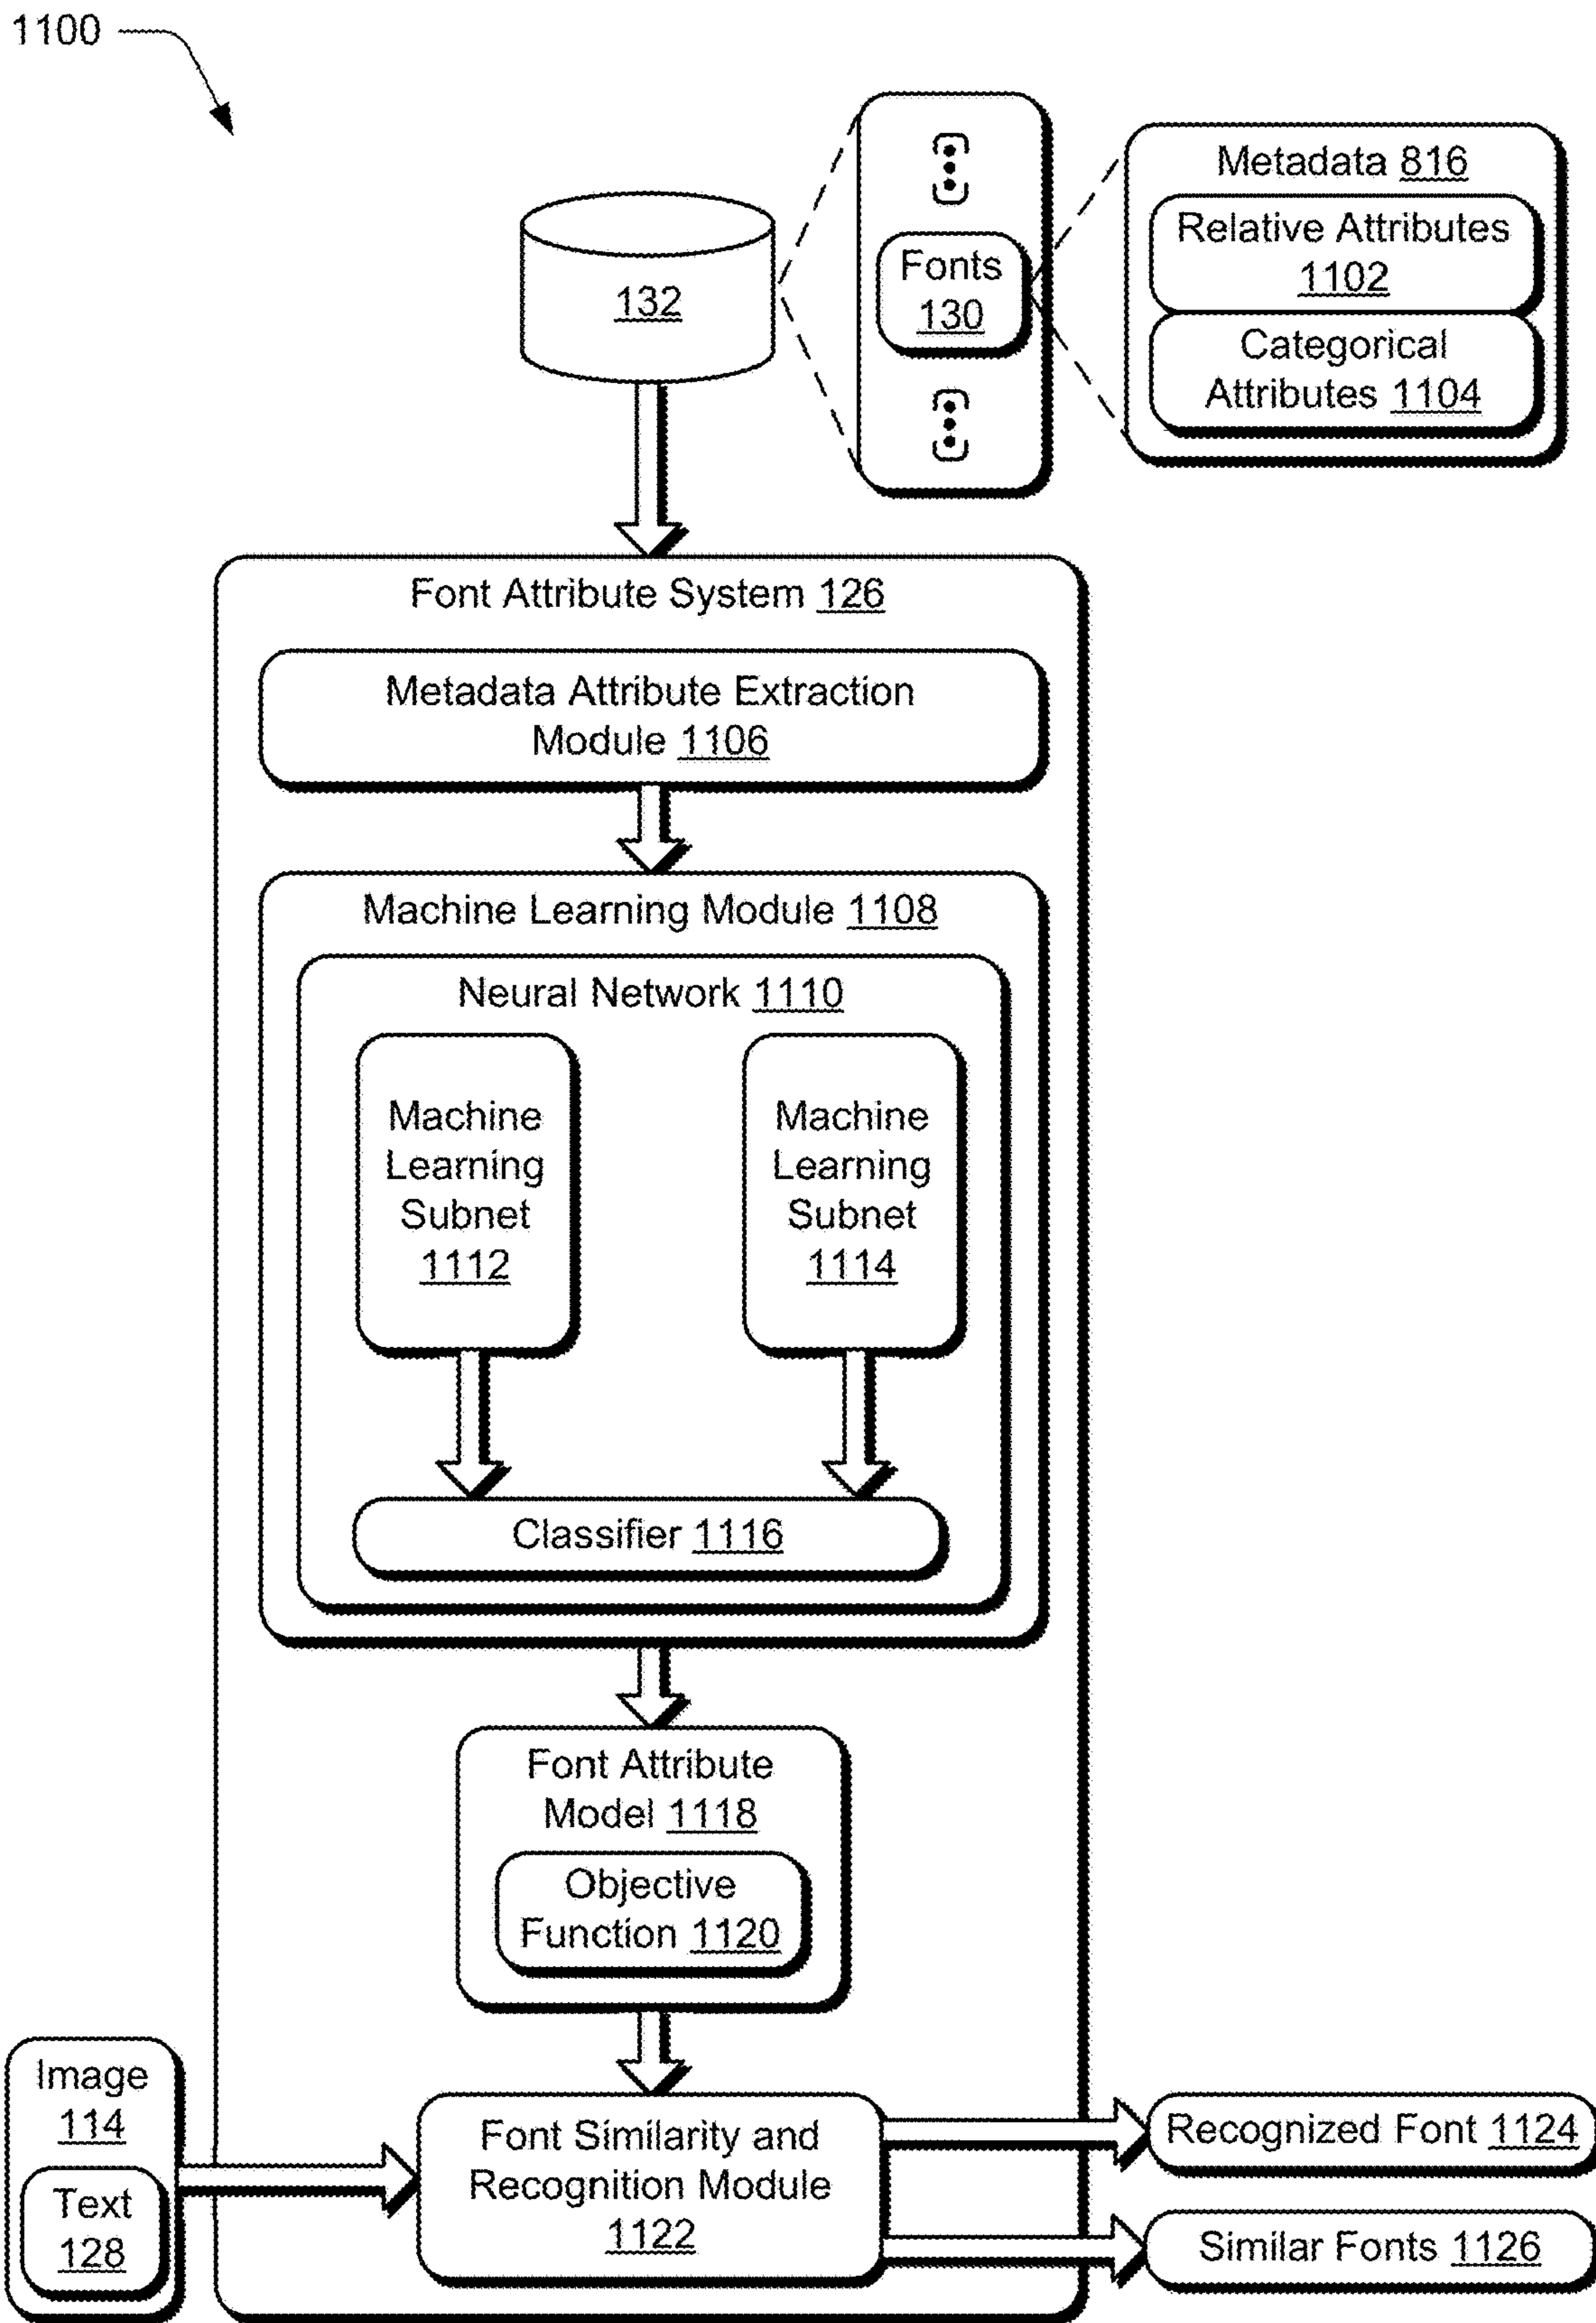 1100
132
Fonts
130
Metadata 816
Relative Attributes
1102
Categorical
Attributes 1104
Font Attribute System 126
Metadata Attribute Extraction
Module 1106
Machine Learning Module 1108
Neural Network 1110
Machine
Learning
Subnet
1112
Machine
Learning
Subnet
1114
Classifier 1116
Font Attribute
Model 1118
Objective
Function 1120
Image
114
Text
128
Font Similarity and
Recognition Module
1122
Recognized Font 1124
Similar Fonts 1126